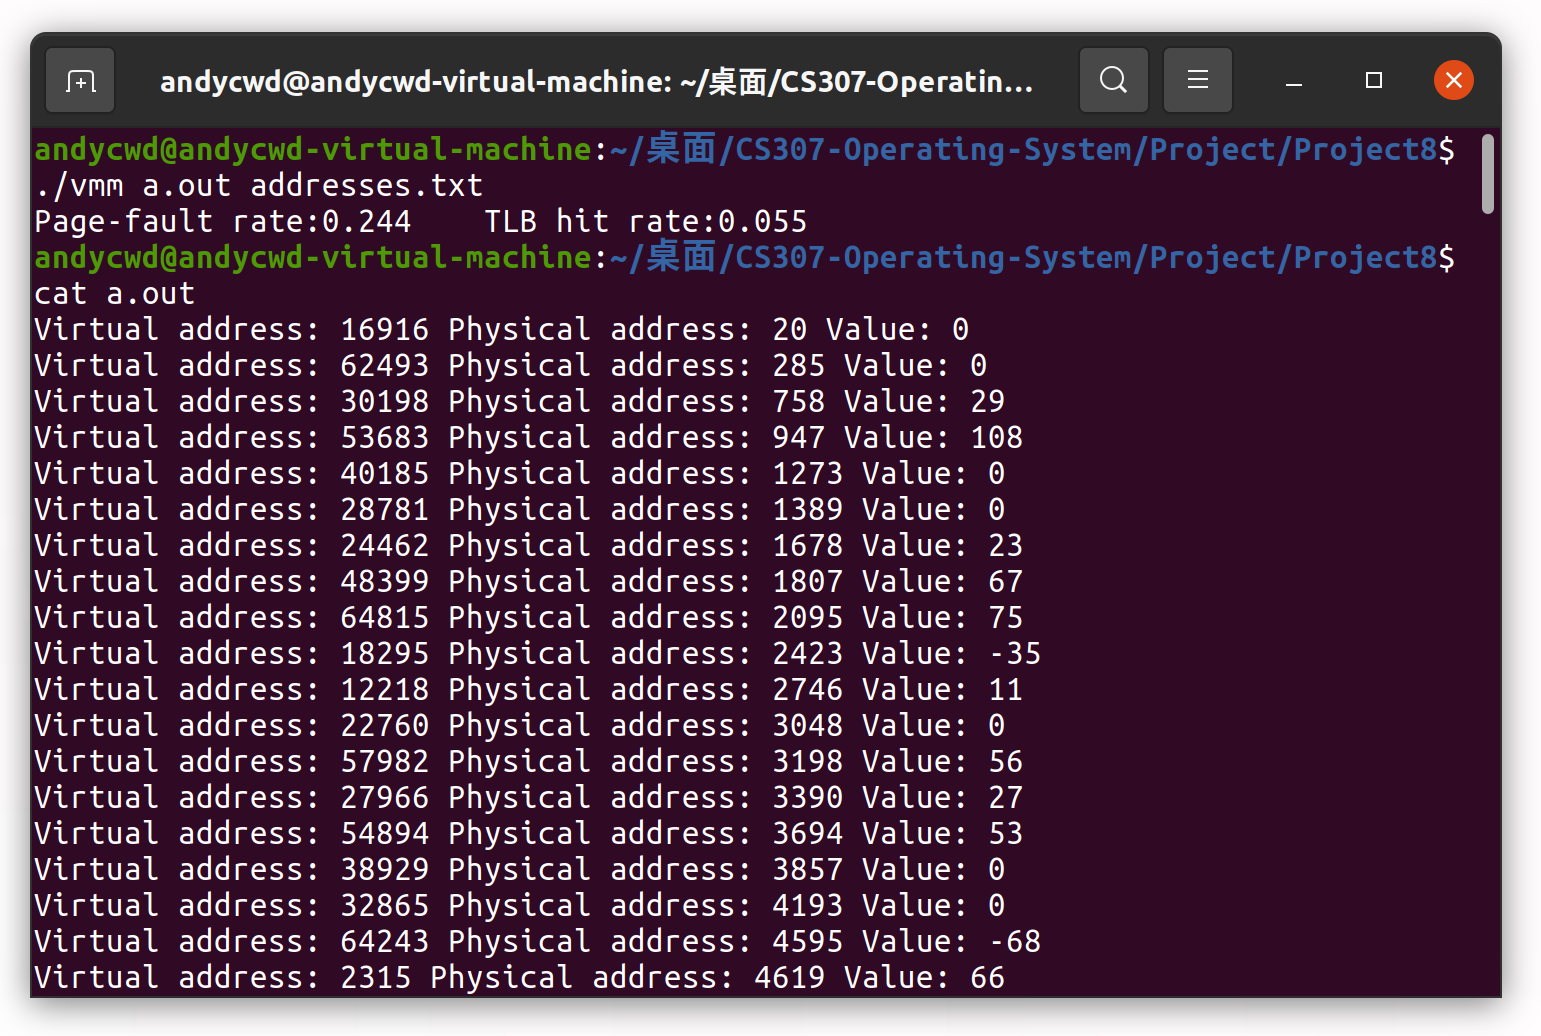 andycwd@andycwd-virtual-machine: ~/桌面/CS307-Operatin...
andycwd@andycwd-virtual-machine:~/桌面/CS307-Operating-System/Project/Project8$
./vmm a.out addresses.txt
Page-fault rate:0.244    TLB hit rate:0.055
andycwd@andycwd-virtual-machine:~/桌面/CS307-Operating-System/Project/Project8$
cat a.out
Virtual address: 16916 Physical address: 20 Value: 0
Virtual address: 62493 Physical address: 285 Value: 0
Virtual address: 30198 Physical address: 758 Value: 29
Virtual address: 53683 Physical address: 947 Value: 108
Virtual address: 40185 Physical address: 1273 Value: 0
Virtual address: 28781 Physical address: 1389 Value: 0
Virtual address: 24462 Physical address: 1678 Value: 23
Virtual address: 48399 Physical address: 1807 Value: 67
Virtual address: 64815 Physical address: 2095 Value: 75
Virtual address: 18295 Physical address: 2423 Value: -35
Virtual address: 12218 Physical address: 2746 Value: 11
Virtual address: 22760 Physical address: 3048 Value: 0
Virtual address: 57982 Physical address: 3198 Value: 56
Virtual address: 27966 Physical address: 3390 Value: 27
Virtual address: 54894 Physical address: 3694 Value: 53
Virtual address: 38929 Physical address: 3857 Value: 0
Virtual address: 32865 Physical address: 4193 Value: 0
Virtual address: 64243 Physical address: 4595 Value: -68
Virtual address: 2315 Physical address: 4619 Value: 66